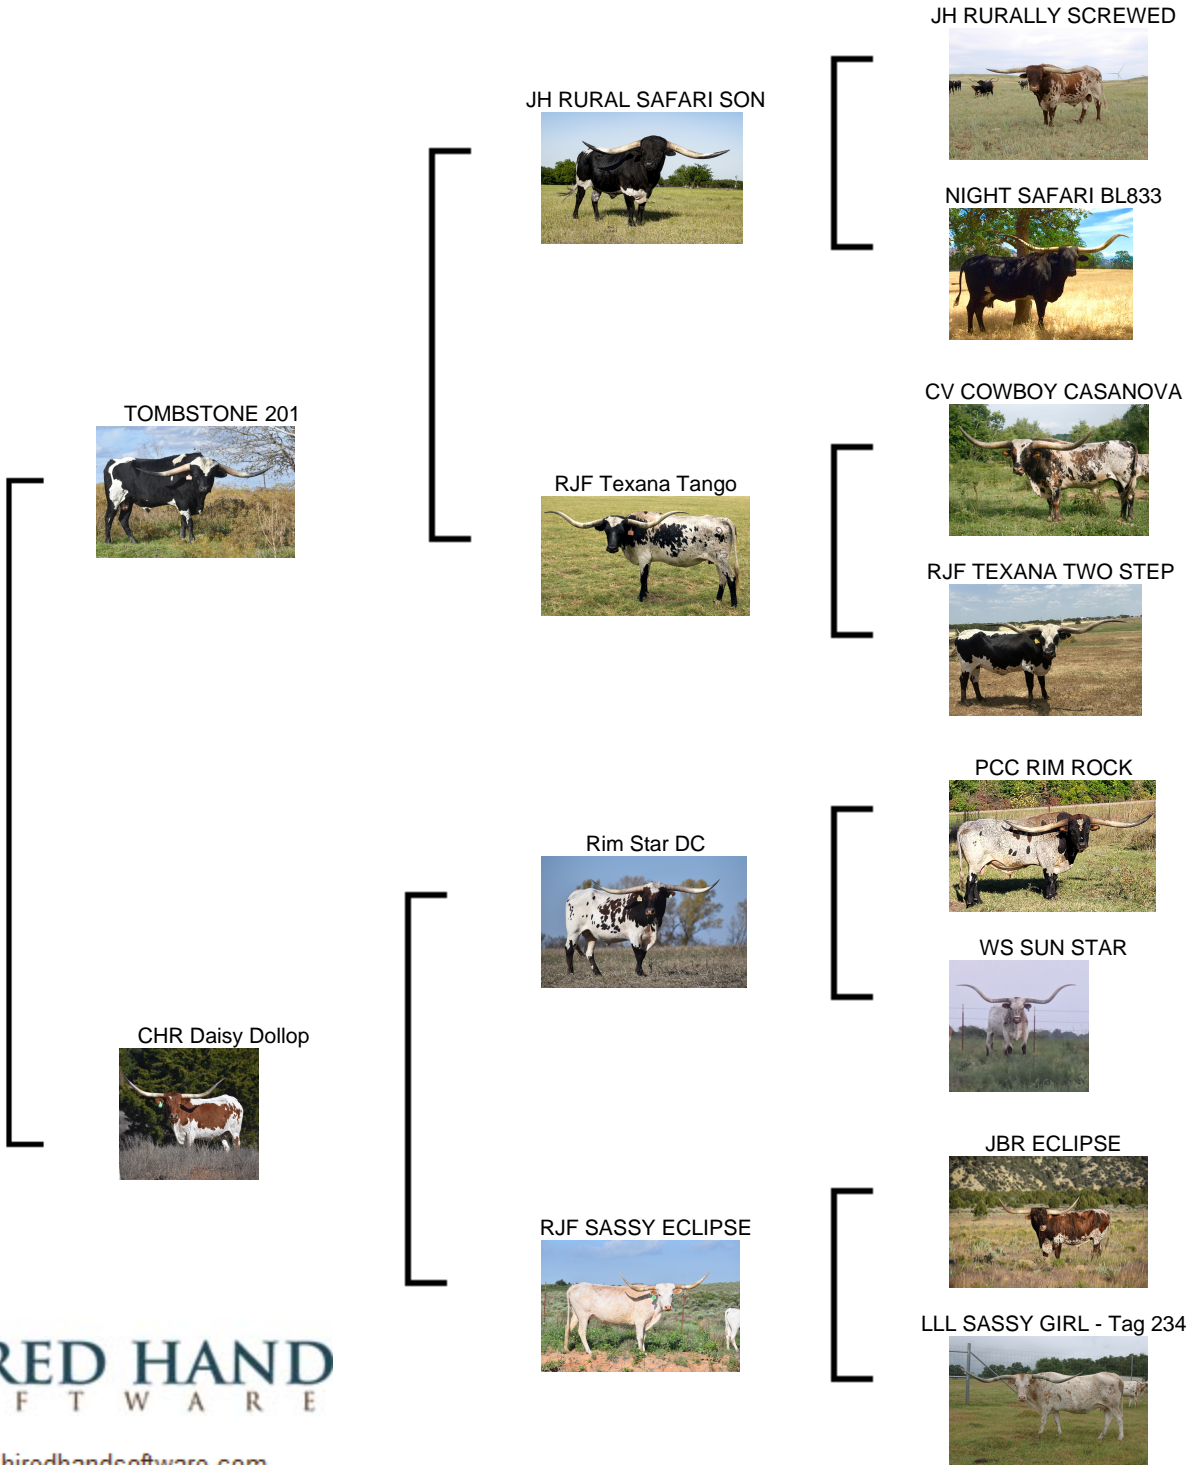 JH RURALLY SCREWED
JH RURAL SAFARI SON
NIGHT SAFARI BL833
TOMBSTONE 201
CV COWBOY CASANOVA
RJF Texana Tango
RJF TEXANA TWO STEP
PCC RIM ROCK
Rim Star DC
WS SUN STAR
CHR Daisy Dollop
JBR ECLIPSE
RJF SASSY ECLIPSE
LLL SASSY GIRL - Tag 234
RED HAND
F T W A R E
hiredhandsoftware.com